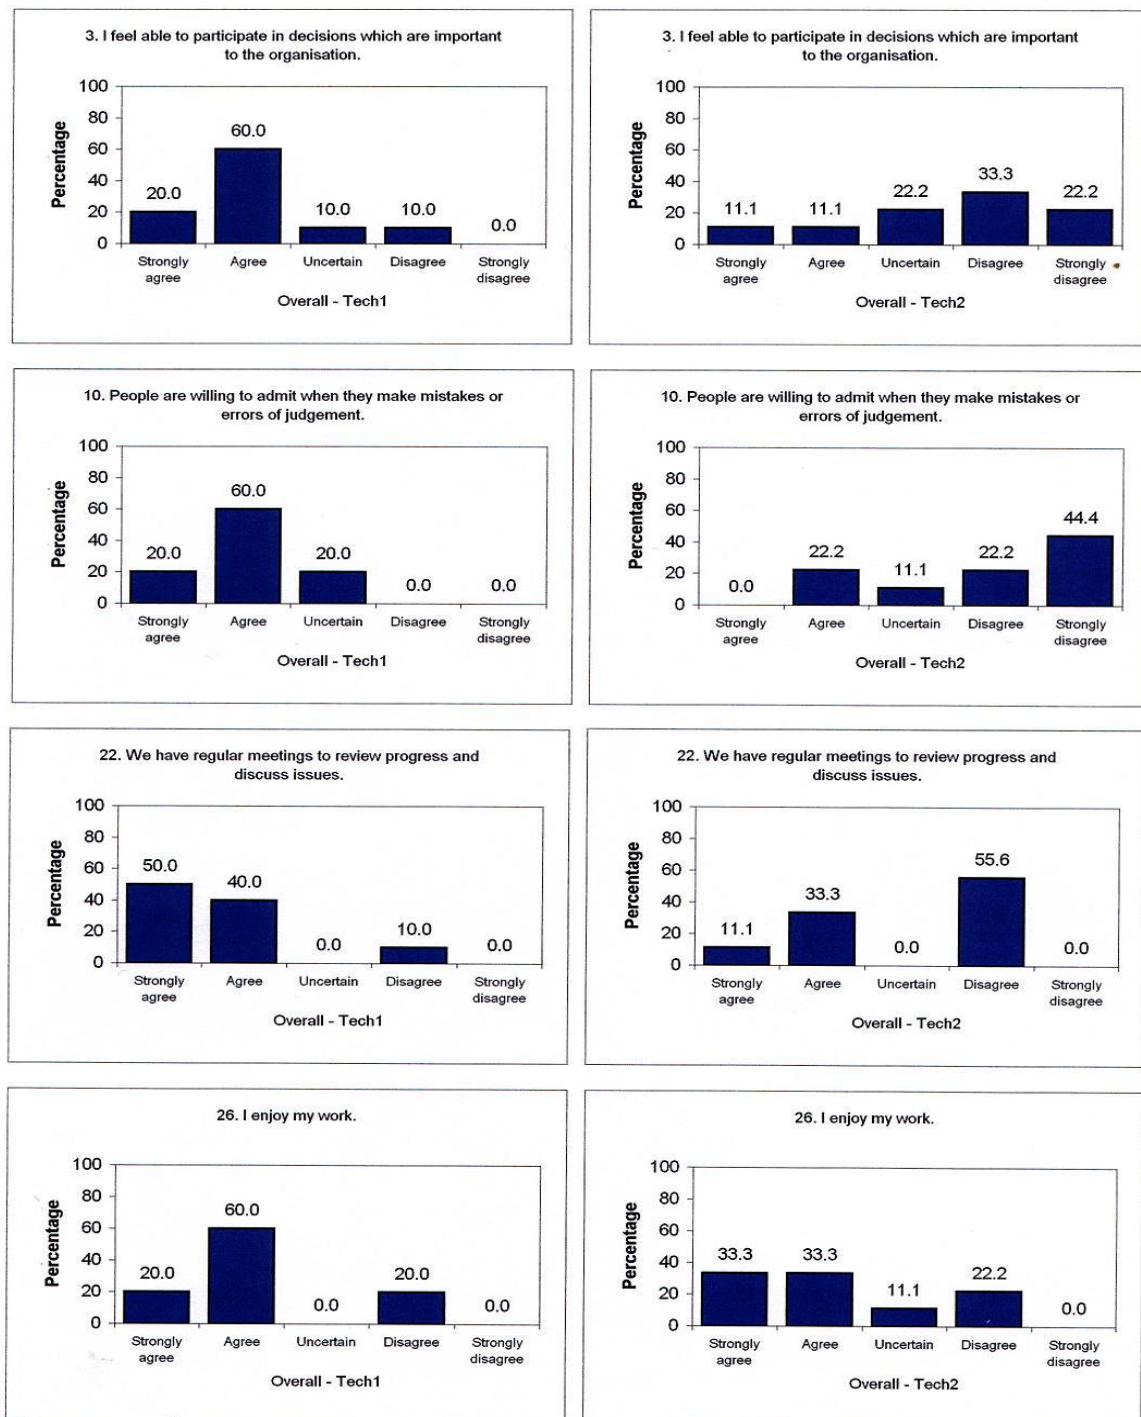 3. I feel able to participate in decisions which are important
to the organisation.
Percentage
100
80
60
40
20
0
20.0
60.0
10.0
10.0
0.0
Strongly
agree
Agree
Uncertain
Disagree
Strongly
disagree
Overall - Tech1
3. I feel able to participate in decisions which are important
to the organisation.
Percentage
100
80
60
40
20
0
11.1
11.1
22.2
33.3
22.2
Strongly
agree
Agree
Uncertain
Disagree
Strongly
disagree
Overall - Tech2
10. People are willing to admit when they make mistakes or
errors of judgement.
Percentage
100
80
60
40
20
0
20.0
60.0
20.0
0.0
0.0
Strongly
agree
Agree
Uncertain
Disagree
Strongly
disagree
Overall - Tech1
10. People are willing to admit when they make mistakes or
errors of judgement.
Percentage
100
80
60
40
20
0
0.0
22.2
11.1
22.2
44.4
Strongly
agree
Agree
Uncertain
Disagree
Strongly
disagree
Overall - Tech2
22. We have regular meetings to review progress and
discuss issues.
Percentage
100
80
60
40
20
0
50.0
40.0
0.0
10.0
0.0
Strongly
agree
Agree
Uncertain
Disagree
Strongly
disagree
Overall - Tech1
22. We have regular meetings to review progress and
discuss issues.
Percentage
100
80
60
40
20
0
11.1
33.3
0.0
55.6
0.0
Strongly
agree
Agree
Uncertain
Disagree
Strongly
disagree
Overall - Tech2
26. I enjoy my work.
Percentage
100
80
60
40
20
0
20.0
60.0
0.0
20.0
0.0
Strongly
agree
Agree
Uncertain
Disagree
Strongly
disagree
Overall - Tech1
26. I enjoy my work.
Percentage
100
80
60
40
20
0
33.3
33.3
11.1
22.2
0.0
Strongly
agree
Agree
Uncertain
Disagree
Strongly
disagree
Overall - Tech2